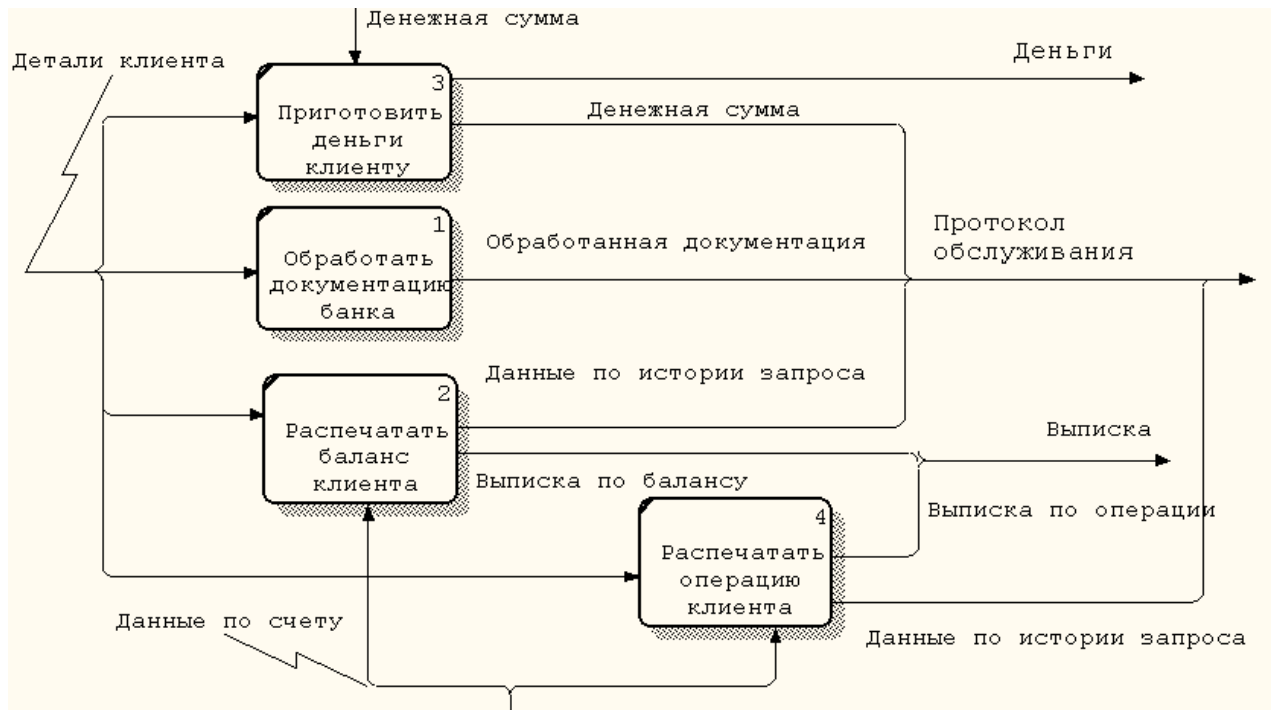 Денежная сумма
Деньги
Детали клиента
3
Приготовить
деньги
клиенту
Денежная сумма
1
Обработать
документацию
банка
Обработанная документация
Протокол
обслуживания
2
Распечатать
баланс
клиента
Данные по истории запроса
Выписка
Выписка по балансу
Выписка по операции
4
Распечатать
операцию
клиента
Данные по счету
Данные по истории запроса